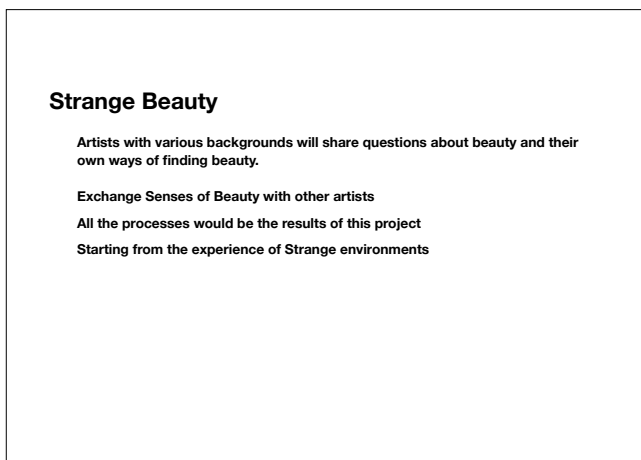 Strange Beauty
Artists with various backgrounds will share questions about beauty and their
own ways of finding beauty.
Exchange Senses of Beauty with other artists
All the processes would be the results of this project
Starting from the experience of Strange environments